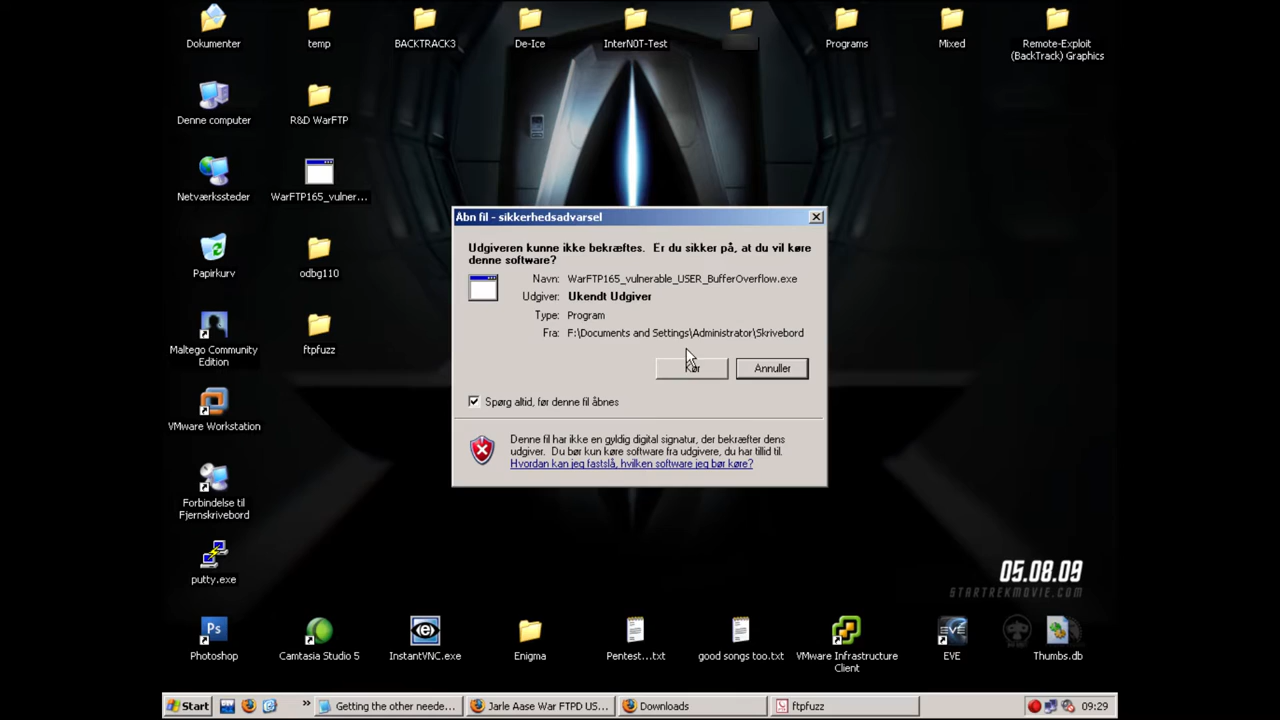 Dokumenter
temp
BACKTRACK3
De-Ice
InterN0T-Test
Programs
Mixed
Remote-Exploit
(BackTrack) Graphics
Denne computer
R&D WarFTP
Netværkssteder
WarFTP165_vulner...
Papirkurv
odbg110
Maltego Community
Edition
ftpfuzz
VMware Workstation
Forbindelse til
Fjernskrivebord
putty.exe
Åbn fil - sikkerhedsadvarsel
Udgiveren kunne ikke bekræftes. Er du sikker på, at du vil køre
denne software?
Navn: WarFTP165_vulnerable_USER_BufferOverflow.exe
Udgiver: Ukendt Udgiver
Type: Program
Fra: F:\Documents and Settings\Administrator\Skrivebord
Kør
Annuller
Spørg altid, før denne fil åbnes
Denne fil har ikke en gyldig digital signatur, der bekræfter dens
udgiver. Du bør kun køre software fra udgivere, du har tillid til.
Hvordan kan jeg fastslå, hvilken software jeg bør køre?
05.08.09
STARTREKMOVIE.COM
Ps
Photoshop
Camtasia Studio 5
InstantVNC.exe
Enigma
Pentest...txt
good songs too.txt
VMware Infrastructure
Client
EVE
EVE
Thumbs.db
Start
»
Getting the other neede...
Jarle Aase War FTPD US...
Downloads
ftpfuzz
09:29